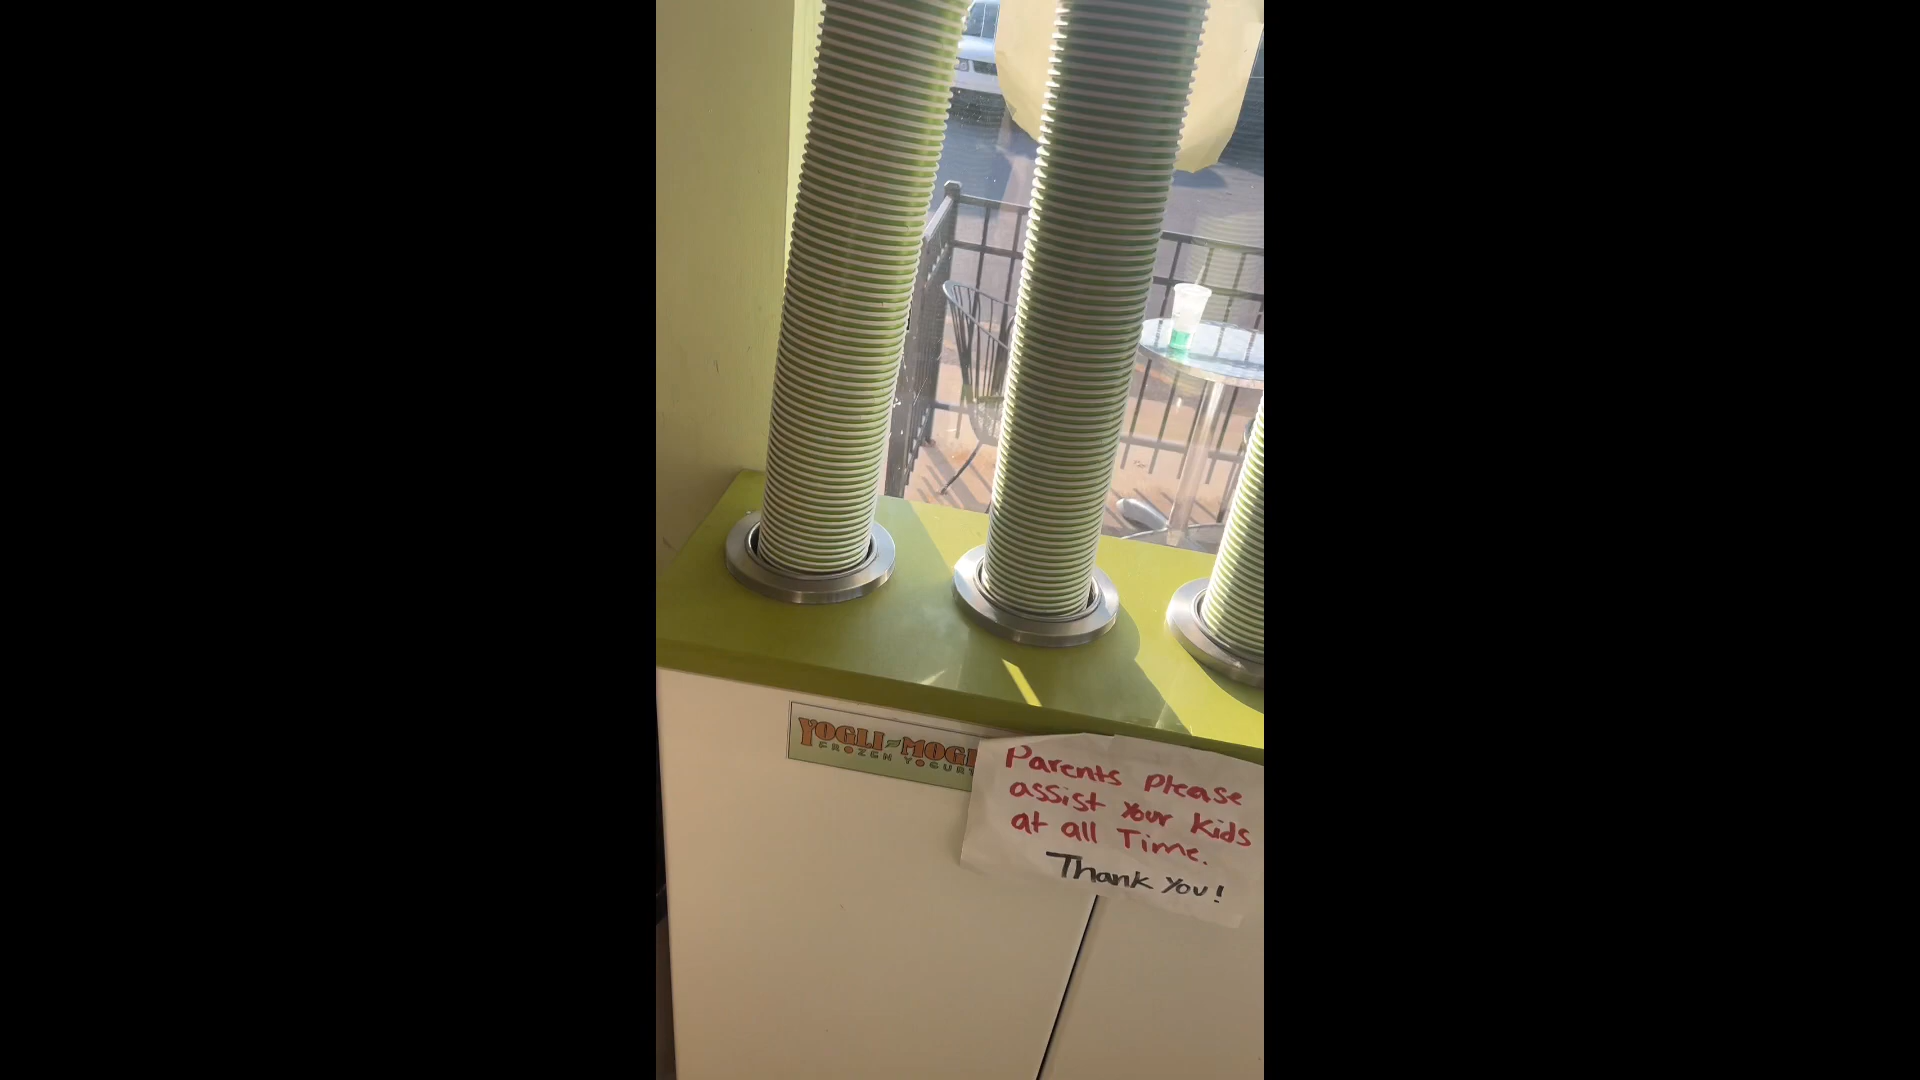 YOGLI MOGLI
FROZEN YOGURT
Parents please
assist your kids
at all Time.
Thank you!